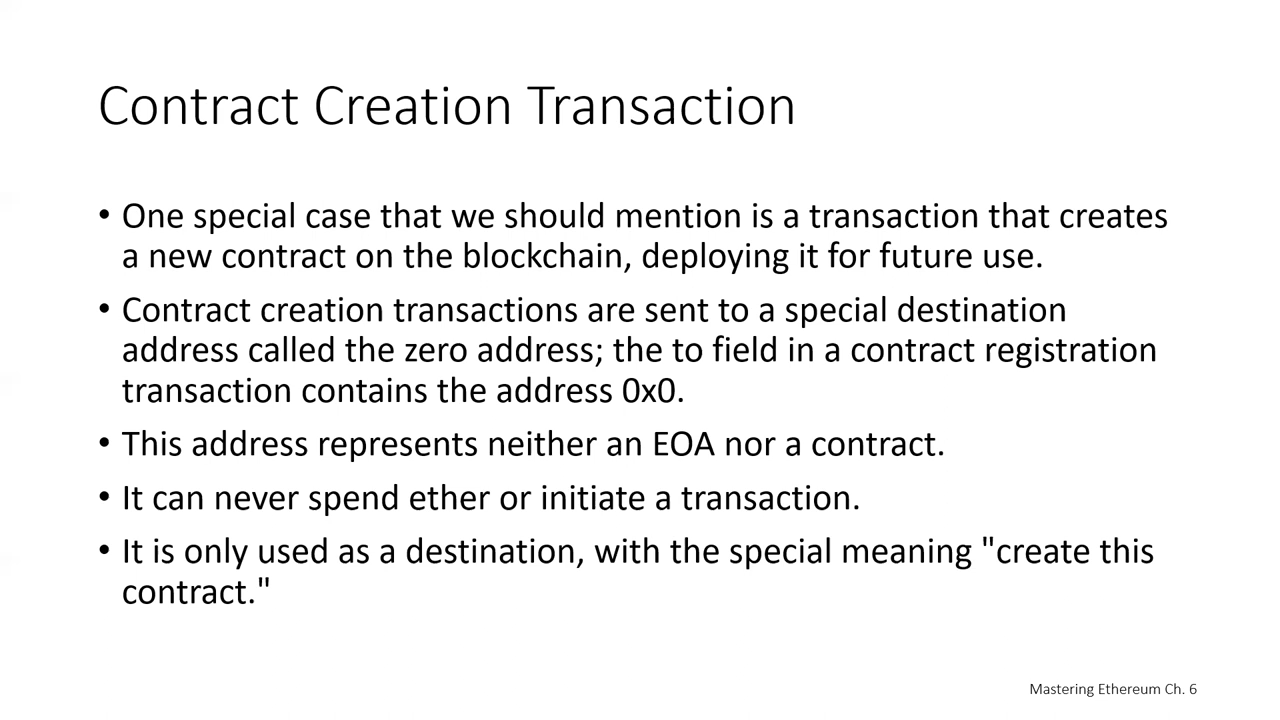 Contract Creation Transaction
• One special case that we should mention is a transaction that creates
a new contract on the blockchain, deploying it for future use.
• Contract creation transactions are sent to a special destination
address called the zero address; the to field in a contract registration
transaction contains the address 0x0.
• This address represents neither an EOA nor a contract.
• It can never spend ether or initiate a transaction.
• It is only used as a destination, with the special meaning "create this
contract."
Mastering Ethereum Ch. 6